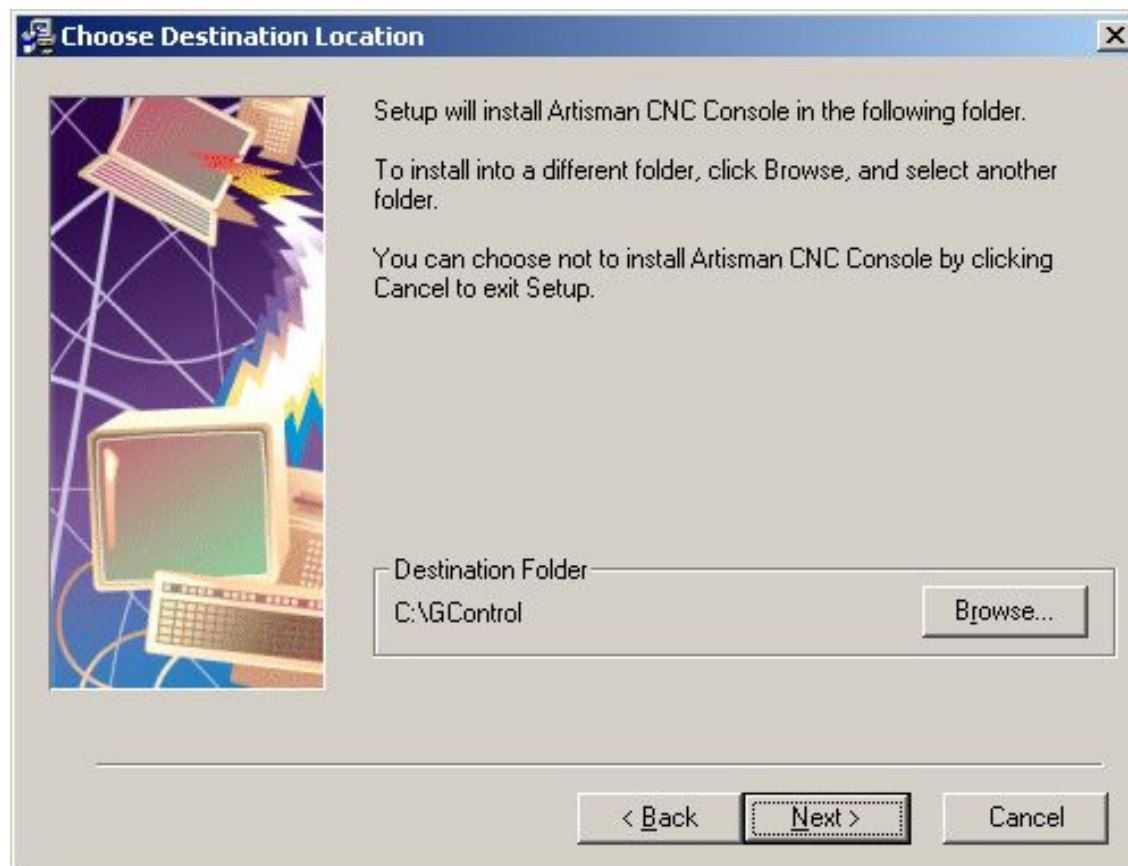 Choose Destination Location
Setup will install Artisman CNC Console in the following folder.
To install into a different folder, click Browse, and select another
folder.
You can choose not to install Artisman CNC Console by clicking
Cancel to exit Setup.
Destination Folder
C:\GControl
Browse...
< Back
Next >
Cancel